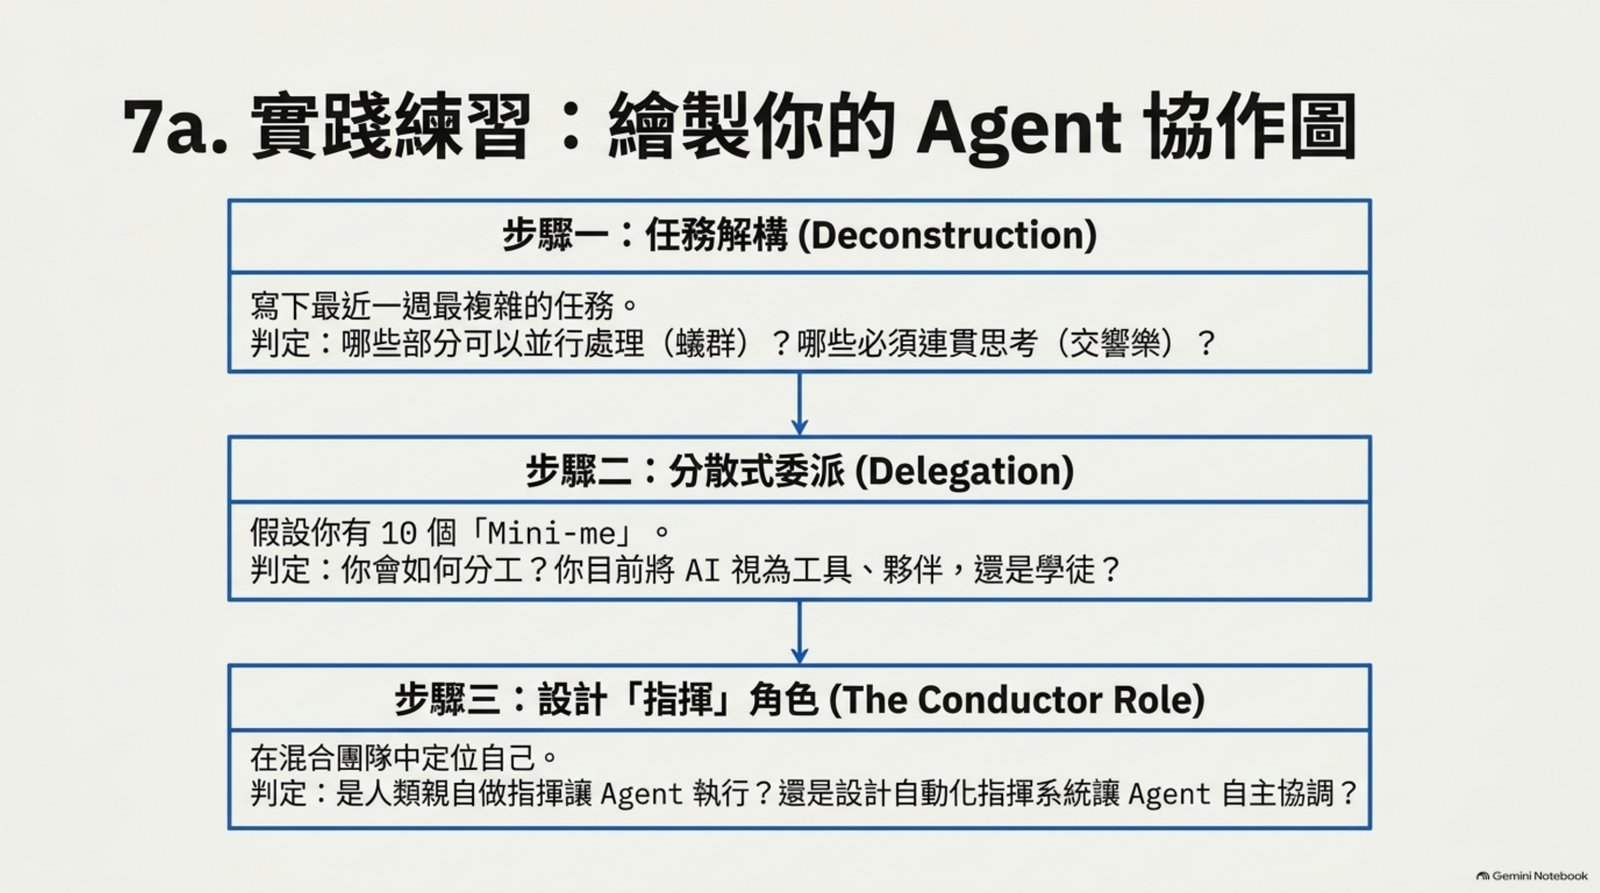 7a. 實踐練習：繪製你的 Agent 協作圖
步驟一：任務解構 (Deconstruction)
寫下最近一週最複雜的任務。
判定：哪些部分可以並行處理（蟻群）？哪些必須連貫思考（交響樂）？
步驟二：分散式委派 (Delegation)
假設你有 10 個「Mini-me」。
判定：你會如何分工？你目前將 AI 視為工具、夥伴，還是學徒？
步驟三：設計「指揮」角色 (The Conductor Role)
在混合團隊中定位自己。
判定：是人類親自做指揮讓 Agent 執行？還是設計自動化指揮系統讓 Agent 自主協調？
Gemini Notebook